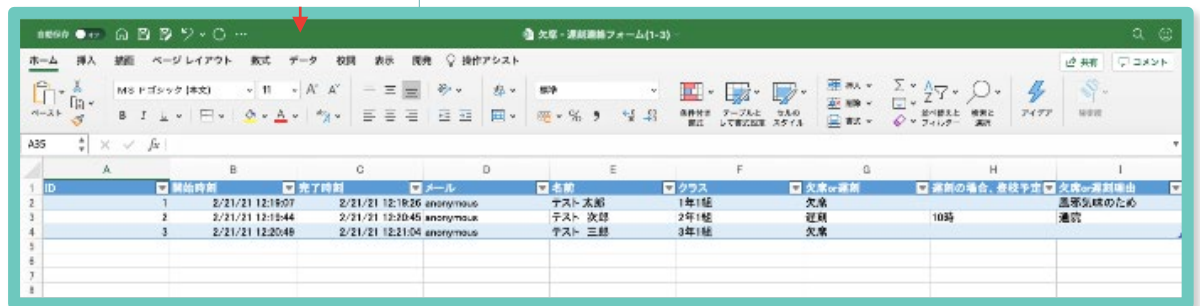 自動保存 オフ 欠席・遅刻連絡フォーム(1-3)
ホーム 挿入 描画 ページ レイアウト 数式 データ 校閲 表示 開発 操作アシスト 共有 コメント
MS Pゴシック (本文) 11 A^ A˅ 標準 挿入
ペースト B I U A % 条件付き書式 テーブルとして書式設定 セルのスタイル 削除 書式 並べ替えとフィルター 検索と選択 アイデア
A35 fx
A B C D E F G H I
1 ID 開始時刻 完了時刻 メール 名前 クラス 欠席or遅刻 遅刻の場合、登校予定 欠席or遅刻理由
2 1 2/21/21 12:19:07 2/21/21 12:19:26 anonymous テスト 太郎 1年1組 欠席 風邪気味のため
3 2 2/21/21 12:19:44 2/21/21 12:20:45 anonymous テスト 次郎 2年1組 遅刻 10時 通院
4 3 2/21/21 12:20:49 2/21/21 12:21:04 anonymous テスト 三郎 3年1組 欠席
5
6
7
8